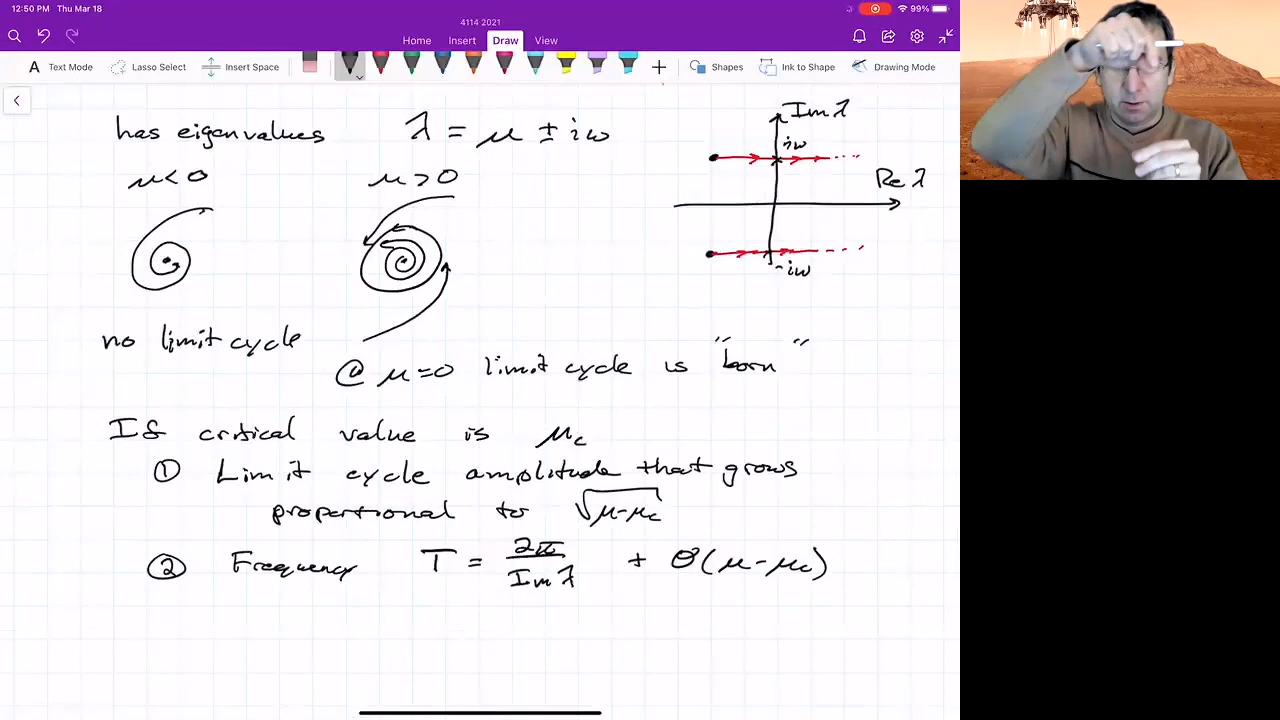 12:50 PM Thu Mar 18
99%
4114 2021
Home Insert Draw View
Text Mode Lasso Select Insert Space Shapes Ink to Shape Drawing Mode
has eigenvalues λ = μ ± iω
μ < 0 μ > 0
Im λ
iω
Re λ
-iω
no limit cycle
@ μ=0 limit cycle is "born"
If critical value is μc
① Limit cycle amplitude that grows
proportional to √μ-μc
② Frequency T = 2π/Im λ + O(μ-μc)